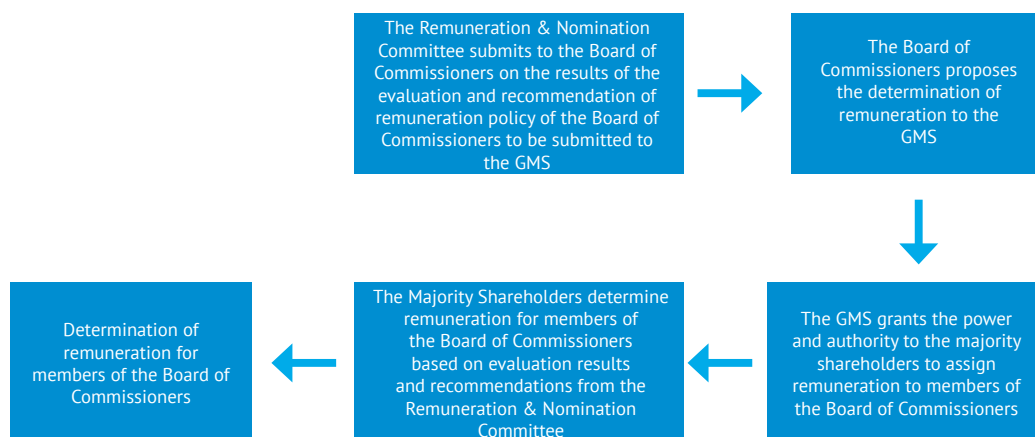 The Remuneration & Nomination
Committee submits to the Board of
Commissioners on the results of the
evaluation and recommendation of
remuneration policy of the Board of
Commissioners to be submitted to
the GMS
The Board of
Commissioners proposes
the determination of
remuneration to the
GMS
The GMS grants the power
and authority to the majority
shareholders to assign
remuneration to members of
the Board of Commissioners
The Majority Shareholders determine
remuneration for members of
the Board of Commissioners
based on evaluation results
and recommendations from the
Remuneration & Nomination
Committee
Determination of
remuneration for
members of the Board of
Commissioners